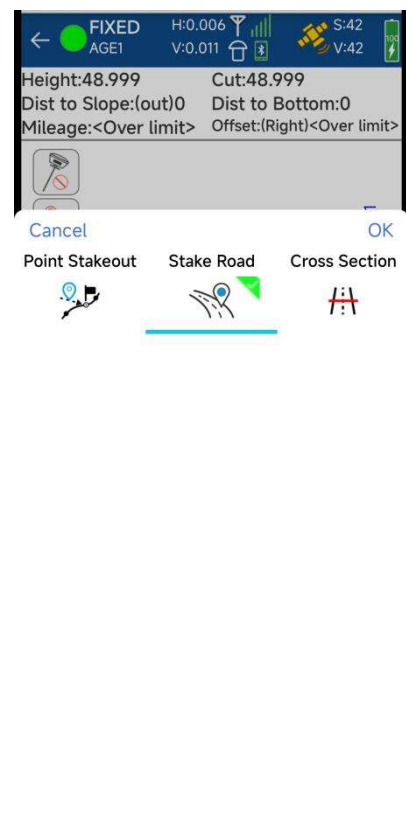 FIXED H:0.006 S:42
AGE1 V:0.011 V:42 100
Height:48.999 Cut:48.999
Dist to Slope:(out)0 Dist to Bottom:0
Mileage:<Over limit> Offset:(Right)<Over limit>
Cancel OK
Point Stakeout Stake Road Cross Section